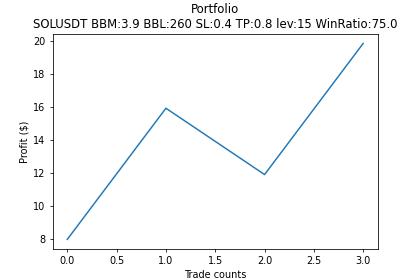 Portfolio
SOLUSDT BBM:3.9 BBL:260 SL:0.4 TP:0.8 lev:15 WinRatio:75.0
20
18
16
14
12
10
8
Profit ($)
0.0 0.5 1.0 1.5 2.0 2.5 3.0
Trade counts